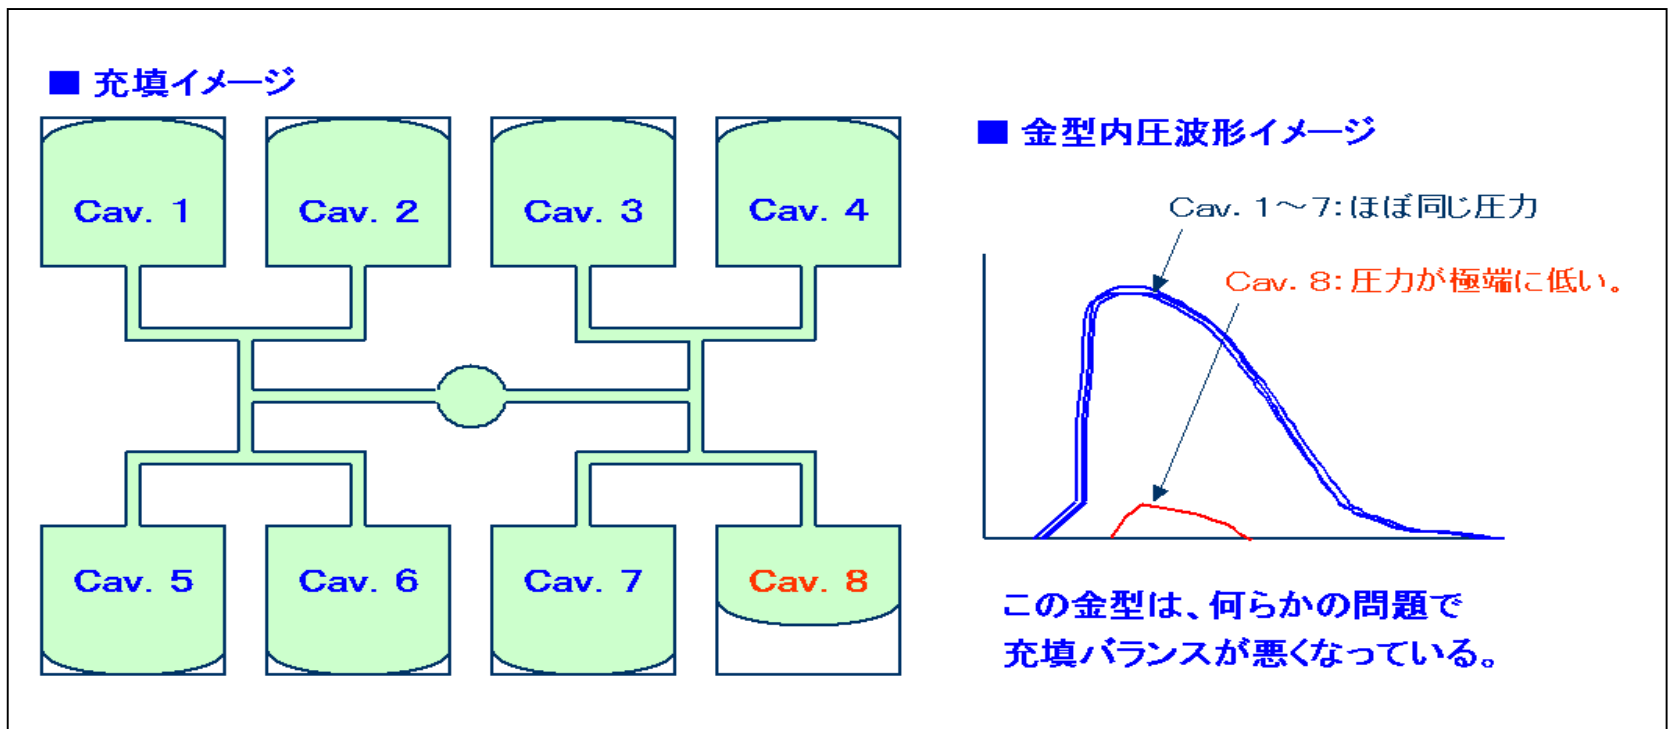 ■ 充填イメージ
Cav. 1
Cav. 2
Cav. 3
Cav. 4
Cav. 5
Cav. 6
Cav. 7
Cav. 8
■ 金型内圧波形イメージ
Cav. 1～7:ほぼ同じ圧力
Cav. 8:圧力が極端に低い。
この金型は、何らかの問題で
充填バランスが悪くなっている。